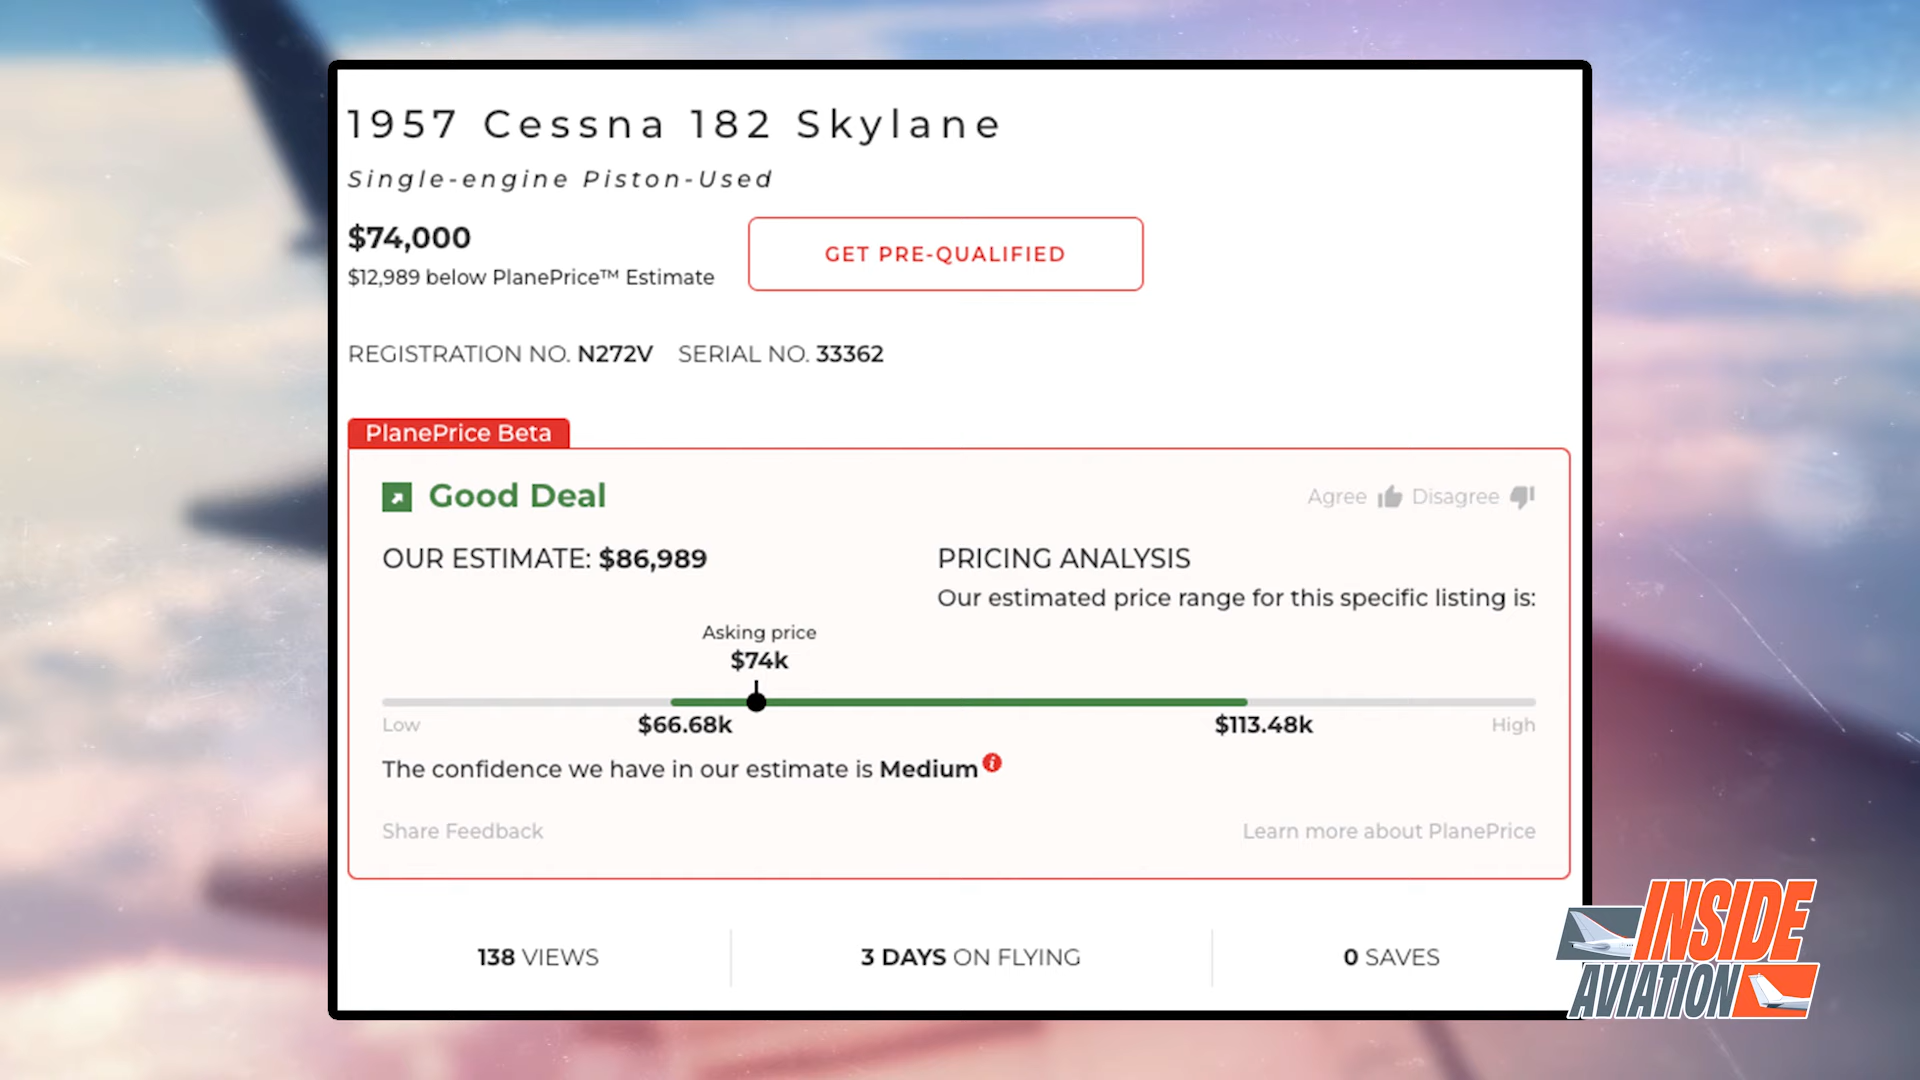 1957 Cessna 182 Skylane
Single-engine Piston-Used
$74,000
$12,989 below PlanePrice™ Estimate
GET PRE-QUALIFIED
REGISTRATION NO. N272V SERIAL NO. 33362
PlanePrice Beta
Good Deal
Agree Disagree
OUR ESTIMATE: $86,989
PRICING ANALYSIS
Our estimated price range for this specific listing is:
Asking price
$74k
Low $66.68k $113.48k High
The confidence we have in our estimate is Medium i
Share Feedback
Learn more about PlanePrice
138 VIEWS
3 DAYS ON FLYING
0 SAVES
INSIDE
AVIATION